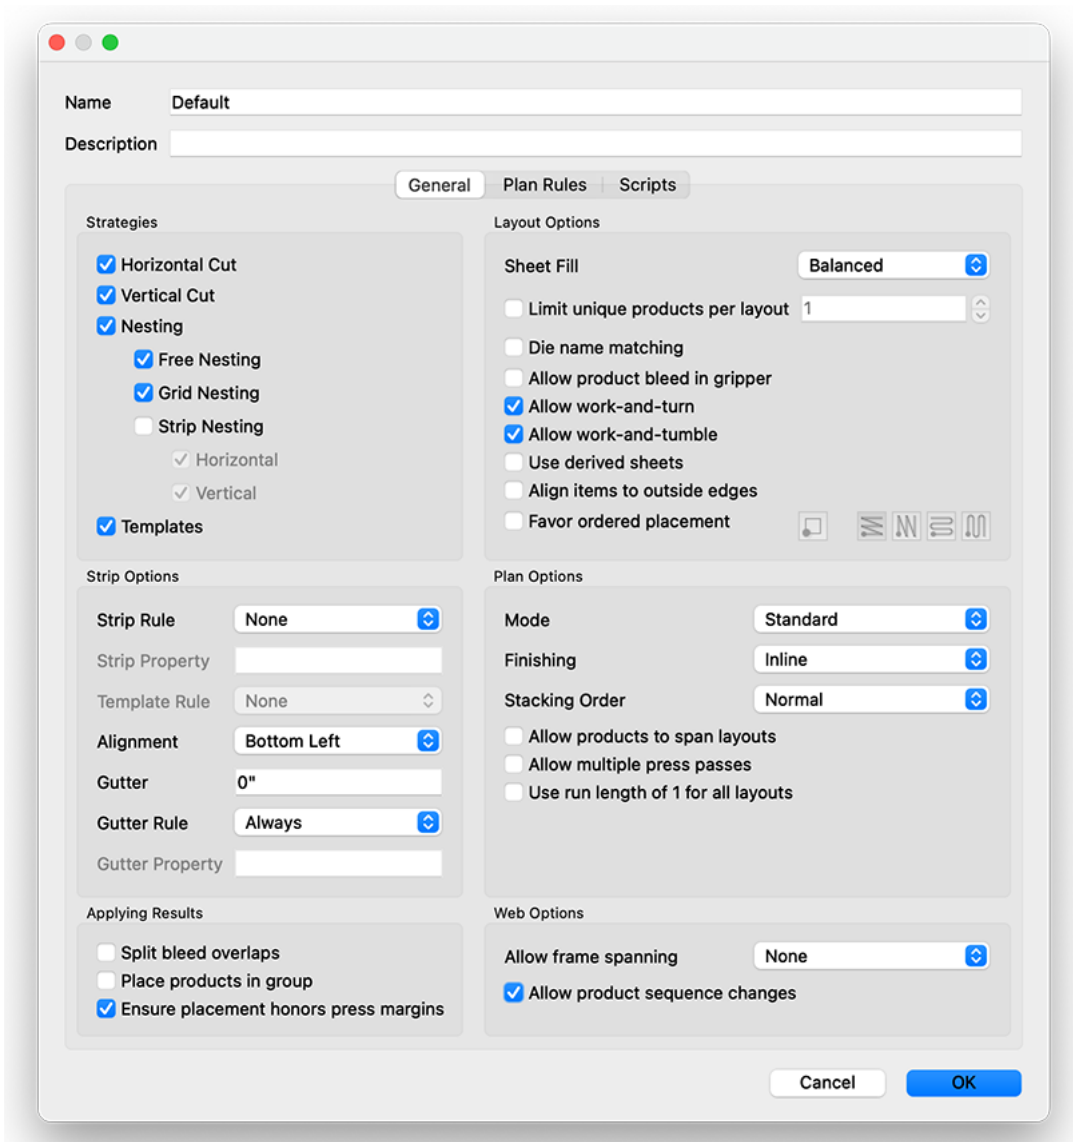 Name Default
Description
General Plan Rules Scripts
Strategies
Horizontal Cut
Vertical Cut
Nesting
Free Nesting
Grid Nesting
Strip Nesting
Horizontal
Vertical
Templates
Layout Options
Sheet Fill Balanced
Limit unique products per layout 1
Die name matching
Allow product bleed in gripper
Allow work-and-turn
Allow work-and-tumble
Use derived sheets
Align items to outside edges
Favor ordered placement
Strip Options
Strip Rule None
Strip Property
Template Rule None
Alignment Bottom Left
Gutter 0"
Gutter Rule Always
Gutter Property
Plan Options
Mode Standard
Finishing Inline
Stacking Order Normal
Allow products to span layouts
Allow multiple press passes
Use run length of 1 for all layouts
Applying Results
Split bleed overlaps
Place products in group
Ensure placement honors press margins
Web Options
Allow frame spanning None
Allow product sequence changes
Cancel OK